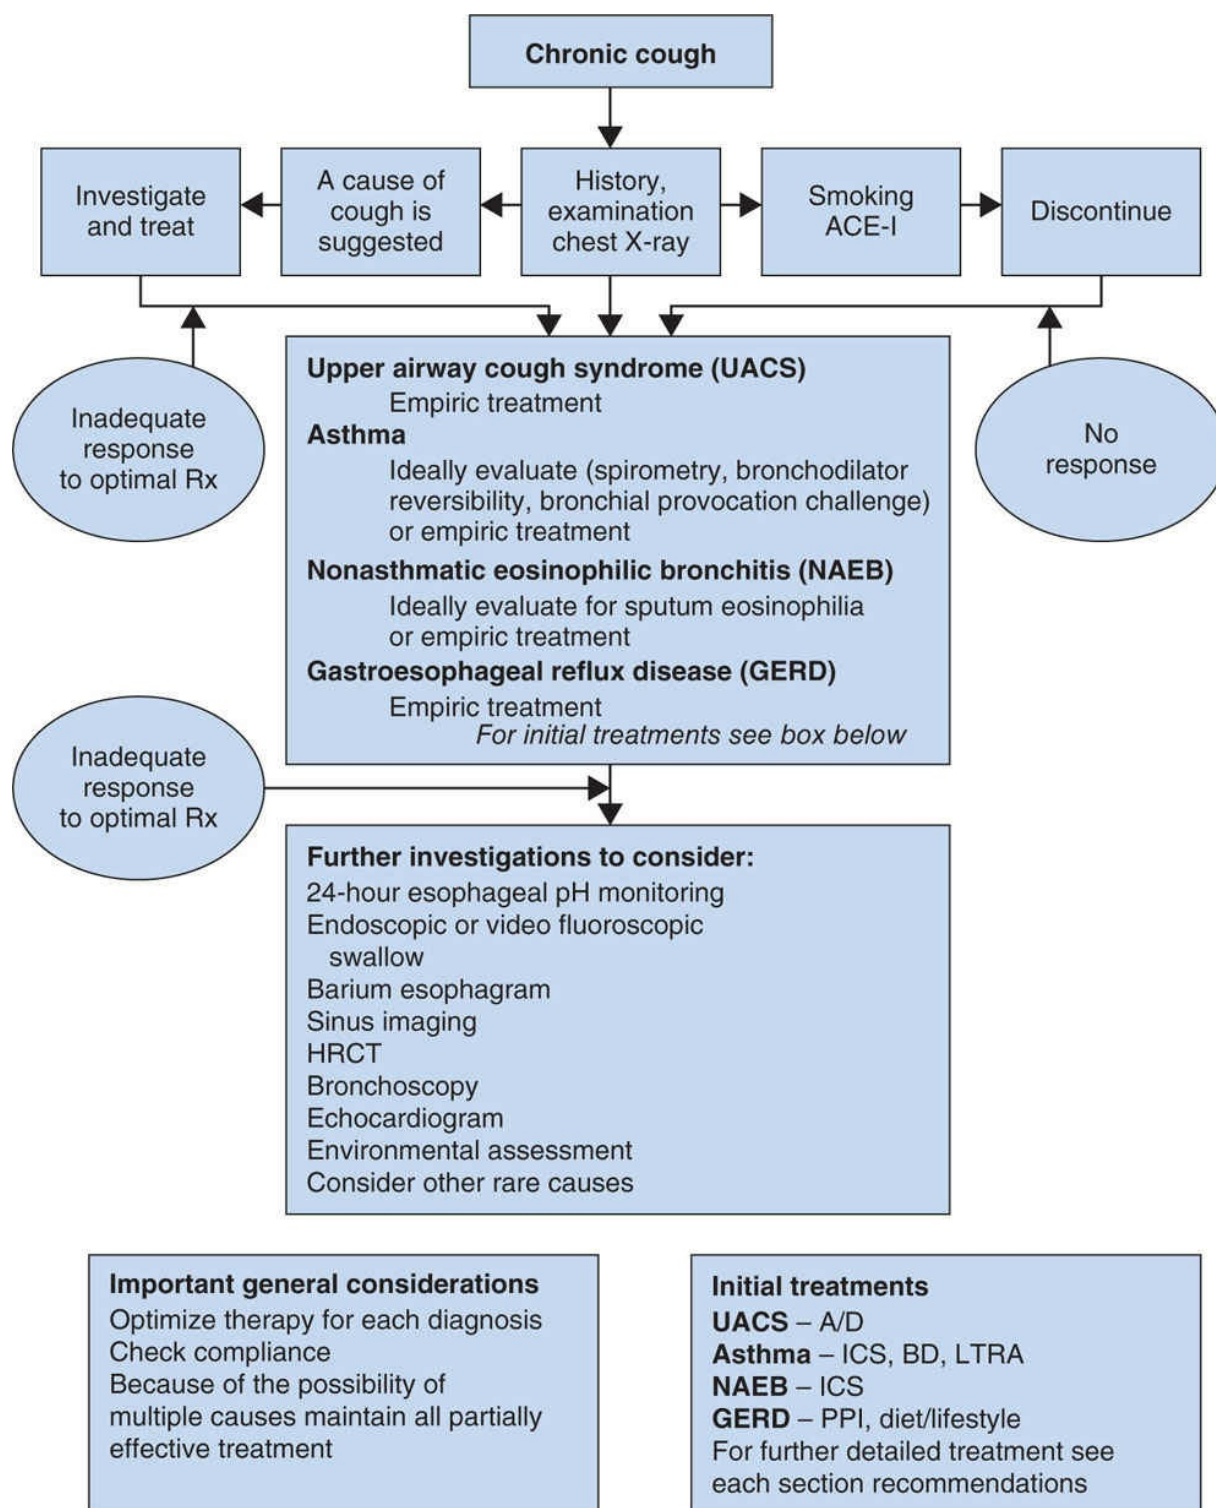 Chronic cough
Investigate
and treat
A cause of
cough is
suggested
History,
examination
chest X-ray
Smoking
ACE-I
Discontinue
Inadequate
response
to optimal Rx
Upper airway cough syndrome (UACS)
Empiric treatment
Asthma
Ideally evaluate (spirometry, bronchodilator
reversibility, bronchial provocation challenge)
or empiric treatment
Nonasthmatic eosinophilic bronchitis (NAEB)
Ideally evaluate for sputum eosinophilia
or empiric treatment
Gastroesophageal reflux disease (GERD)
Empiric treatment
For initial treatments see box below
No
response
Inadequate
response
to optimal Rx
Further investigations to consider:
24-hour esophageal pH monitoring
Endoscopic or video fluoroscopic
swallow
Barium esophagram
Sinus imaging
HRCT
Bronchoscopy
Echocardiogram
Environmental assessment
Consider other rare causes
Important general considerations
Optimize therapy for each diagnosis
Check compliance
Because of the possibility of
multiple causes maintain all partially
effective treatment
Initial treatments
UACS – A/D
Asthma – ICS, BD, LTRA
NAEB – ICS
GERD – PPI, diet/lifestyle
For further detailed treatment see
each section recommendations